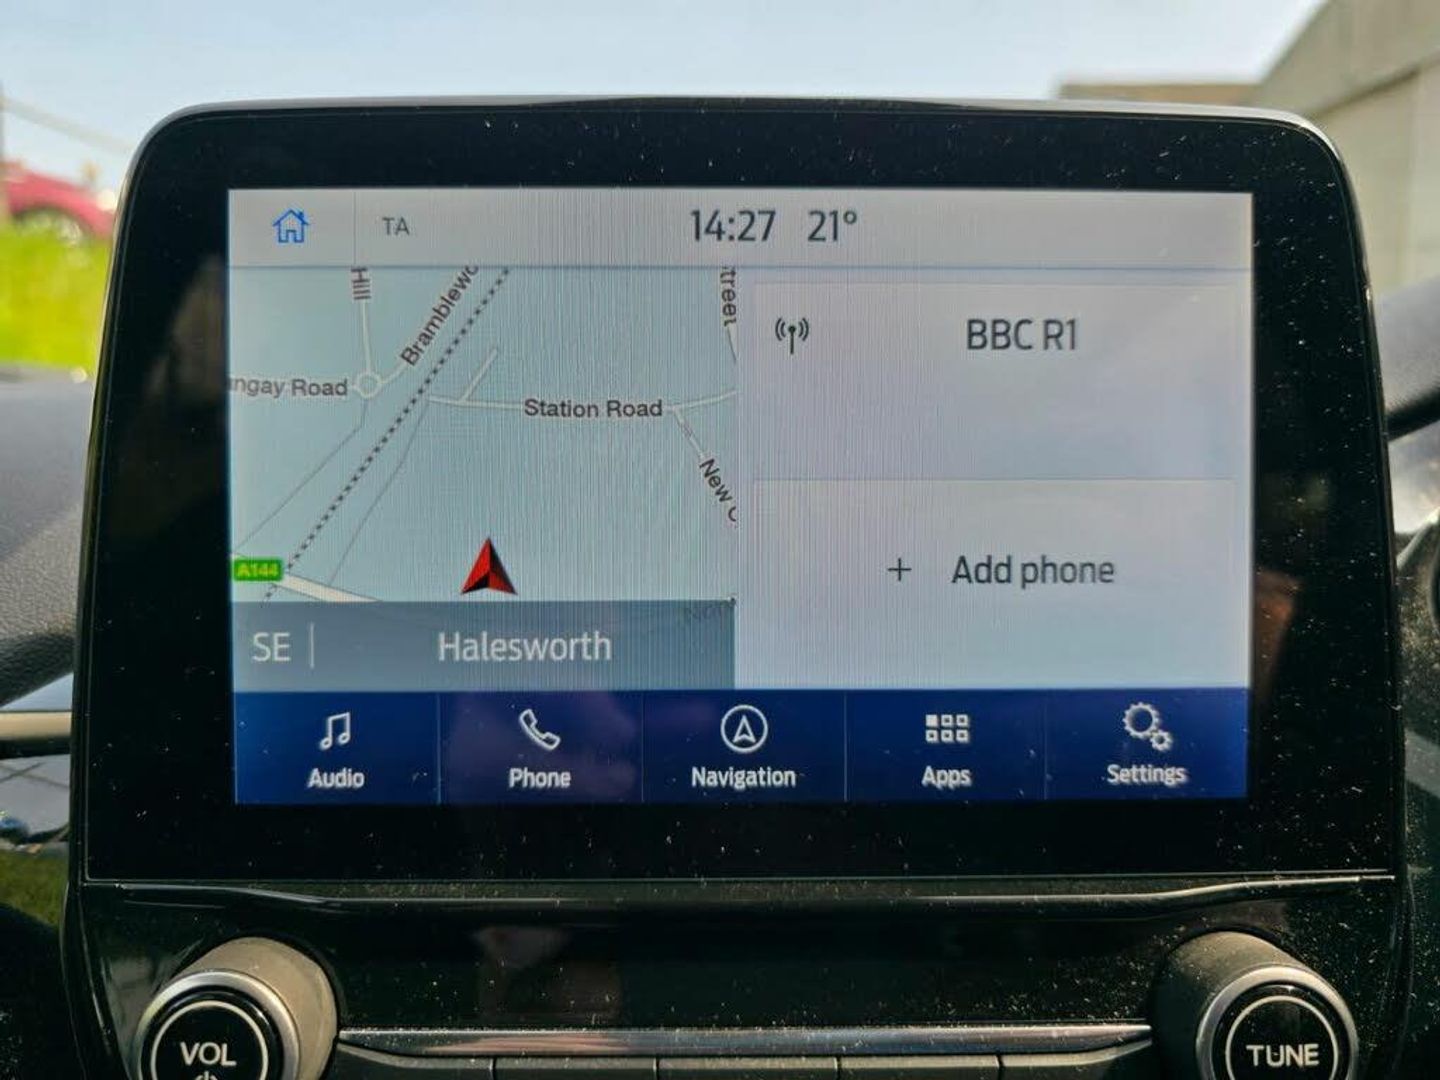 TA
14:27 21°
Hill
Bramblewo
treet
ngay Road
Station Road
New
A144
SE | Halesworth
BBC R1
+ Add phone
Audio
Phone
Navigation
Apps
Settings
VOL
TUNE